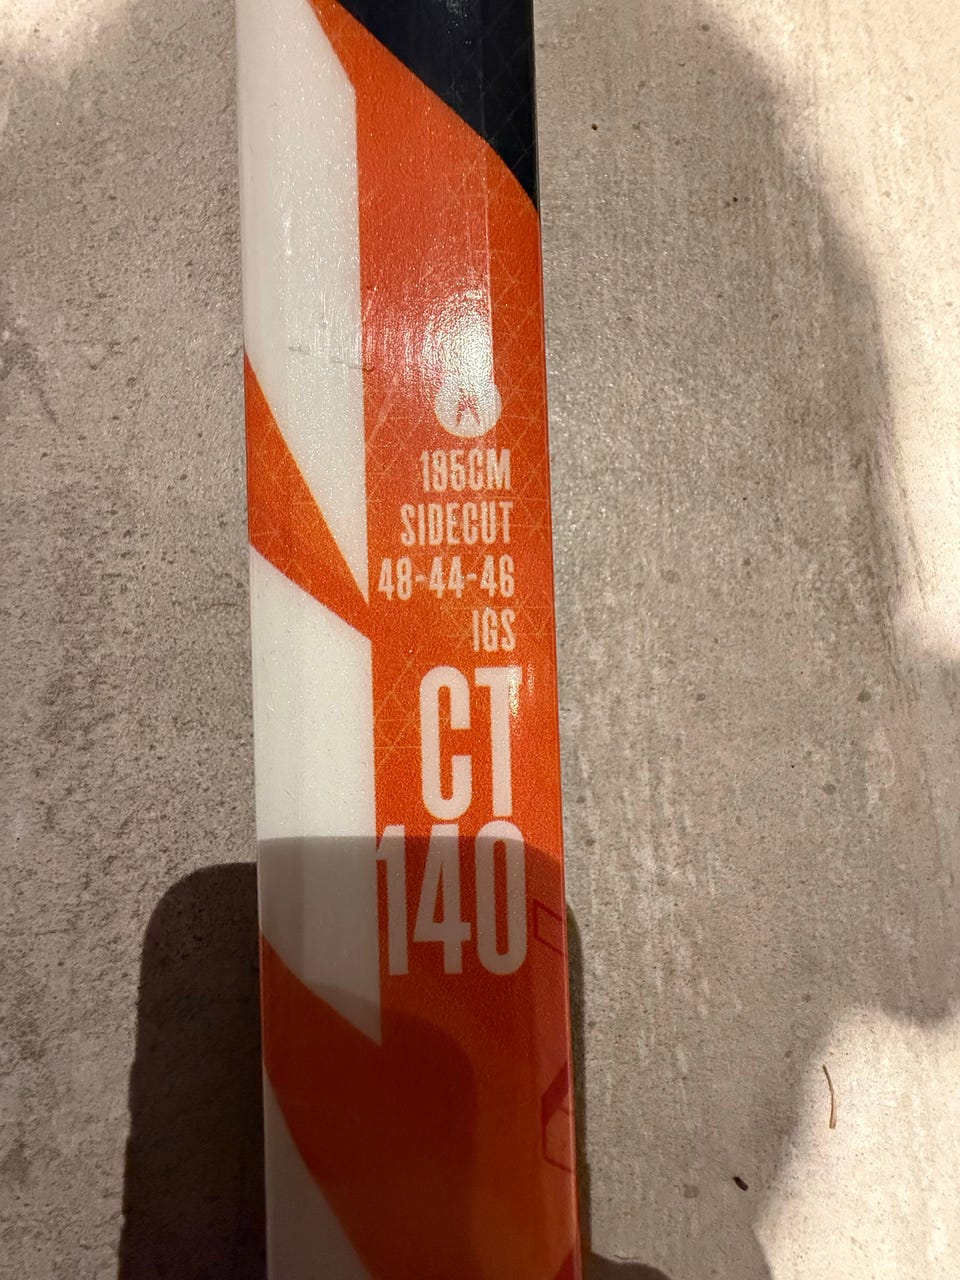 195CM
SIDECUT
48-44-46
IGS
CT
140